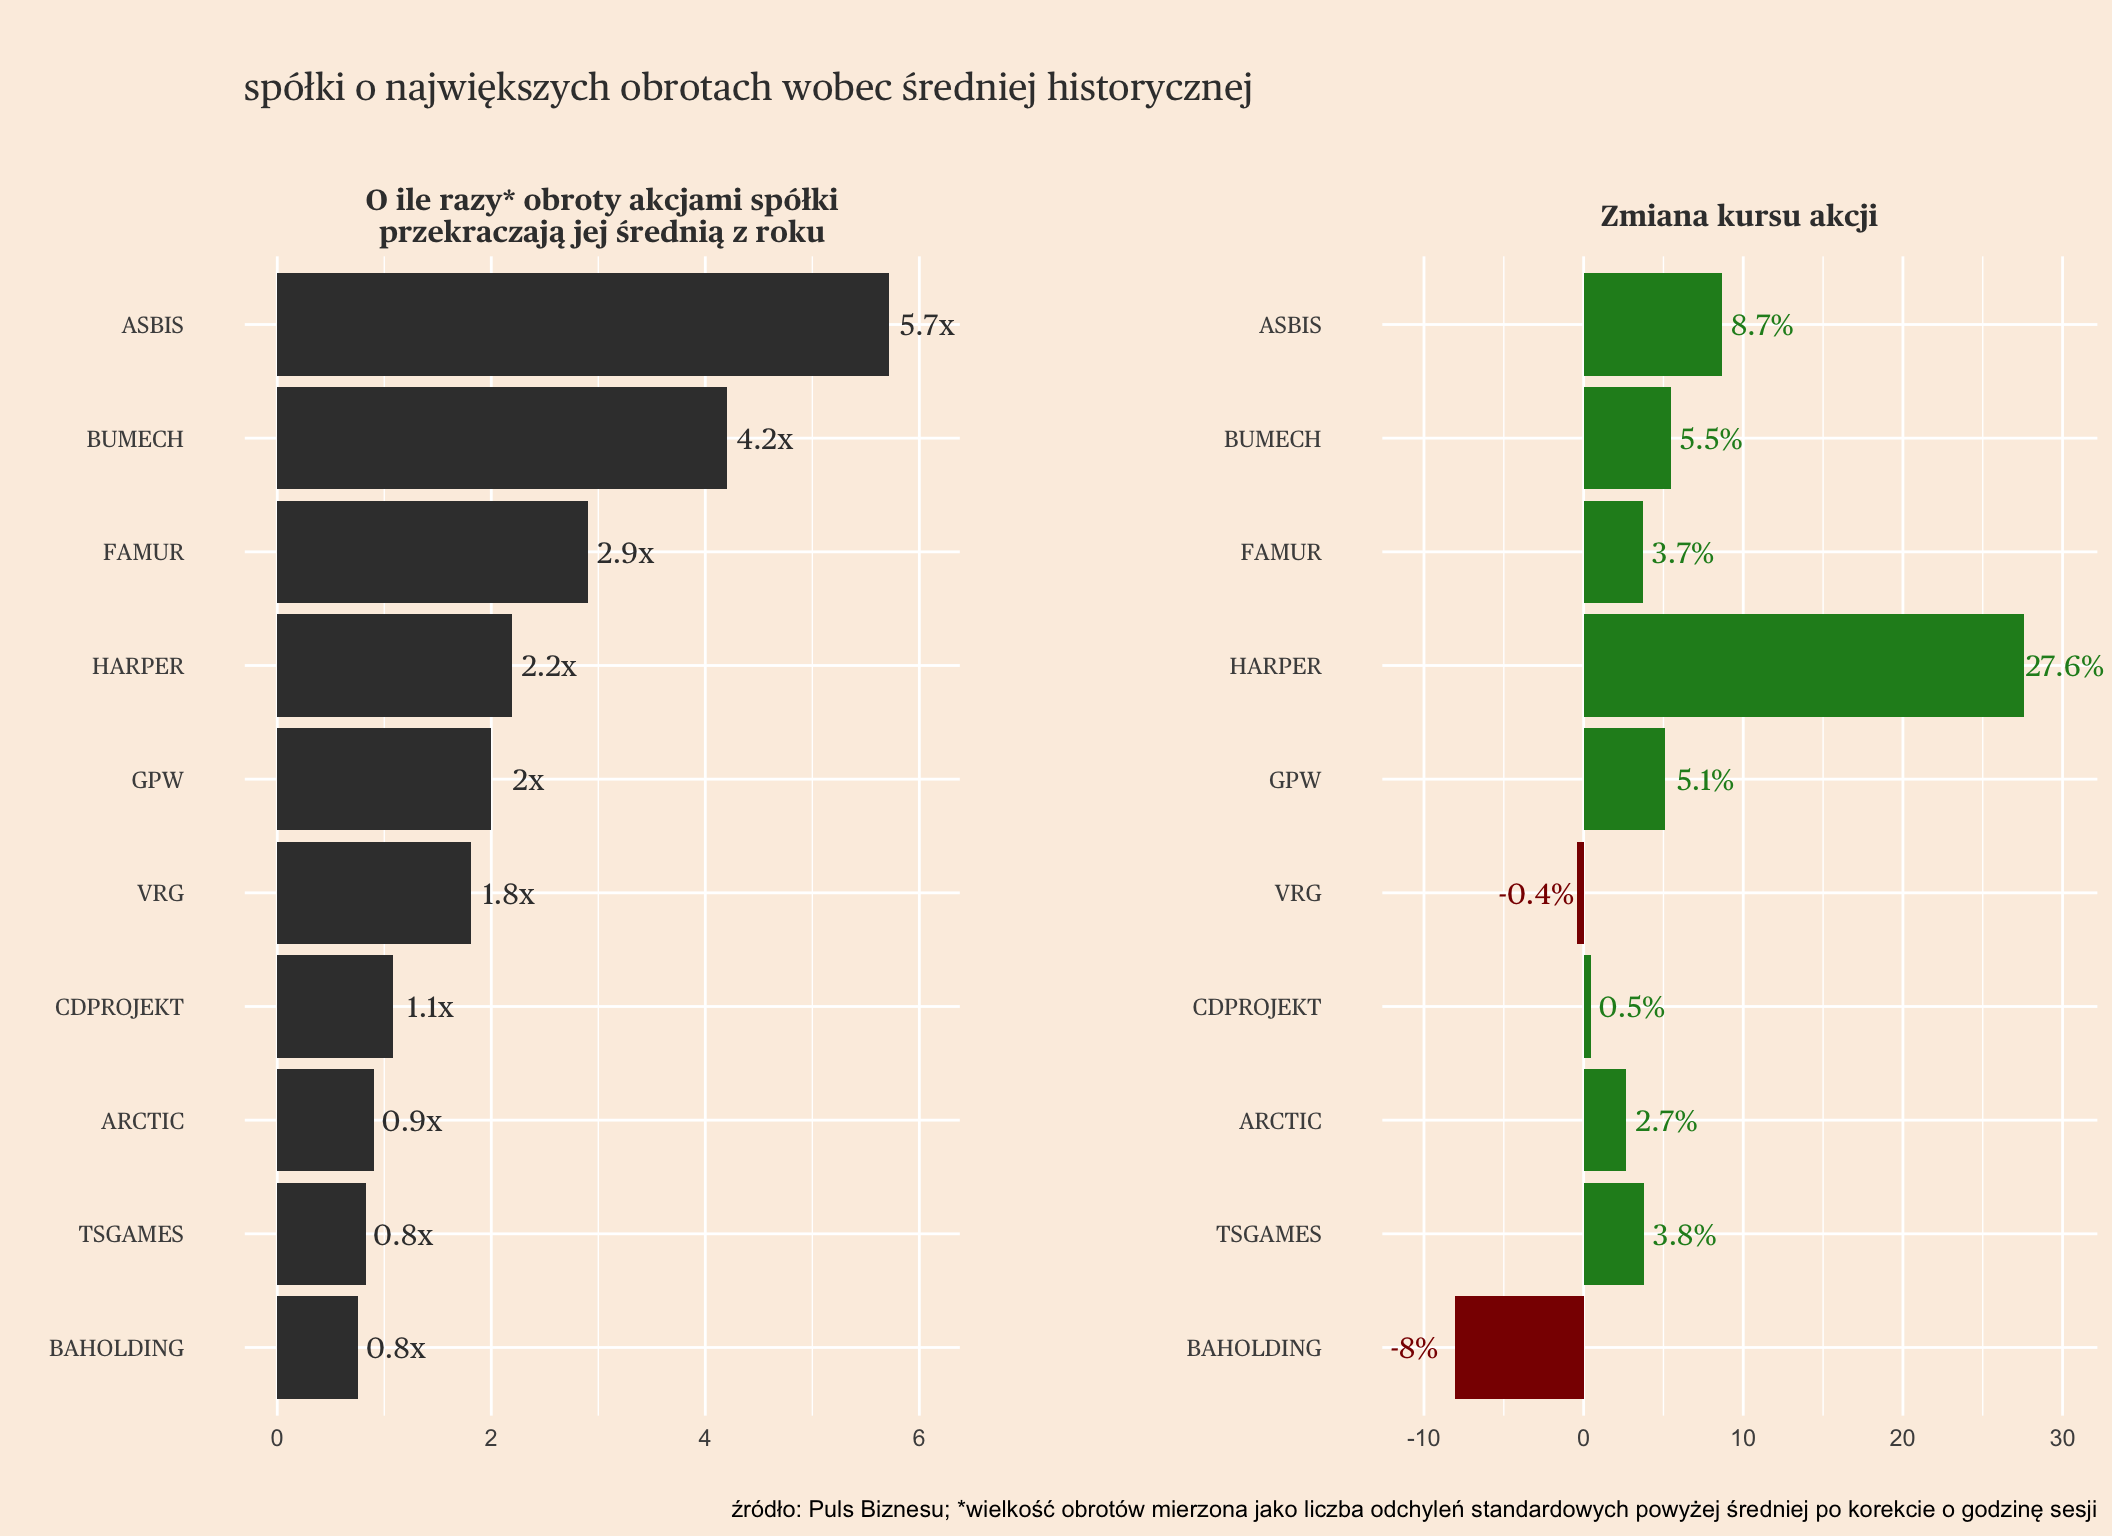 spółki o największych obrotach wobec średniej historycznej
O ile razy* obroty akcjami spółki
przekraczają jej średnią z roku
ASBIS 5.7x
BUMECH 4.2x
FAMUR 2.9x
HARPER 2.2x
GPW 2x
VRG 1.8x
CDPROJEKT 1.1x
ARCTIC 0.9x
TSGAMES 0.8x
BAHOLDING 0.8x
0 2 4 6
Zmiana kursu akcji
ASBIS 8.7%
BUMECH 5.5%
FAMUR 3.7%
HARPER 27.6%
GPW 5.1%
VRG -0.4%
CDPROJEKT 0.5%
ARCTIC 2.7%
TSGAMES 3.8%
BAHOLDING -8%
-10 0 10 20 30
źródło: Puls Biznesu; *wielkość obrotów mierzona jako liczba odchyleń standardowych powyżej średniej po korekcie o godzinę sesji